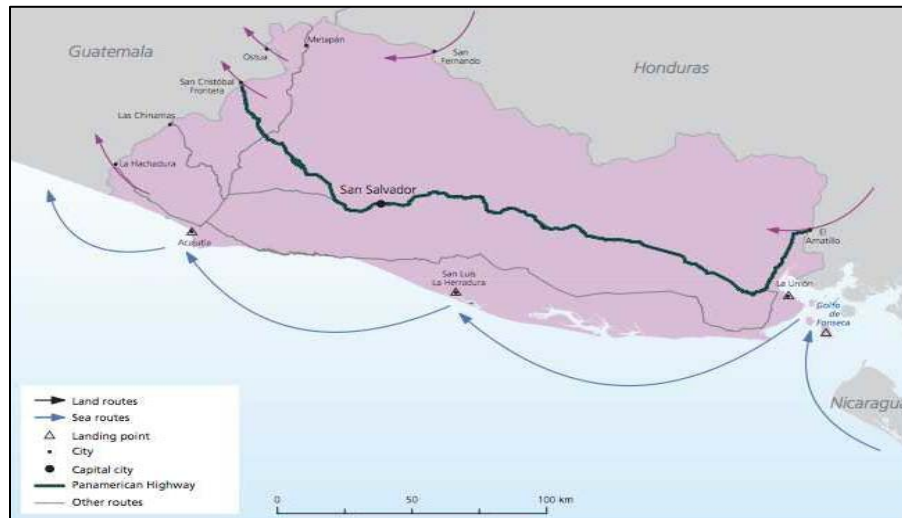 Guatemala
Metapán
Ostua
San
Fernando
Honduras
San Cristóbal
Frontera
Las Chinamas
La Hachadura
San Salvador
El
Amatillo
Acajutla
San Luis
La Herradura
La Unión
Golfo
de
Fonseca
Nicaragua
Land routes
Sea routes
Landing point
City
Capital city
Panamerican Highway
Other routes
0
50
100 km